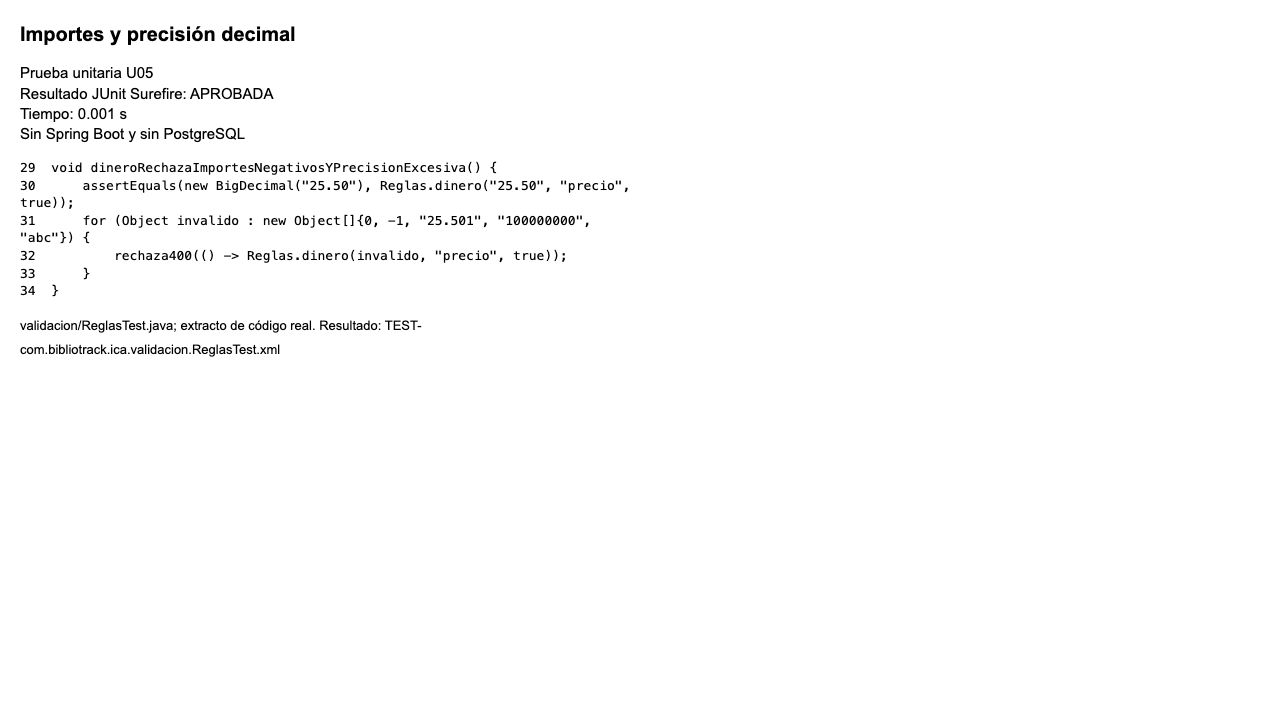 Importes y precisión decimal
Prueba unitaria U05
Resultado JUnit Surefire: APROBADA
Tiempo: 0.001 s
Sin Spring Boot y sin PostgreSQL
29  void dineroRechazaImportesNegativosYPrecisionExcesiva() {
30      assertEquals(new BigDecimal("25.50"), Reglas.dinero("25.50", "precio",
true));
31      for (Object invalido : new Object[]{0, -1, "25.501", "100000000",
"abc"}) {
32          rechaza400(() -> Reglas.dinero(invalido, "precio", true));
33      }
34  }
validacion/ReglasTest.java; extracto de código real. Resultado: TEST-
com.bibliotrack.ica.validacion.ReglasTest.xml